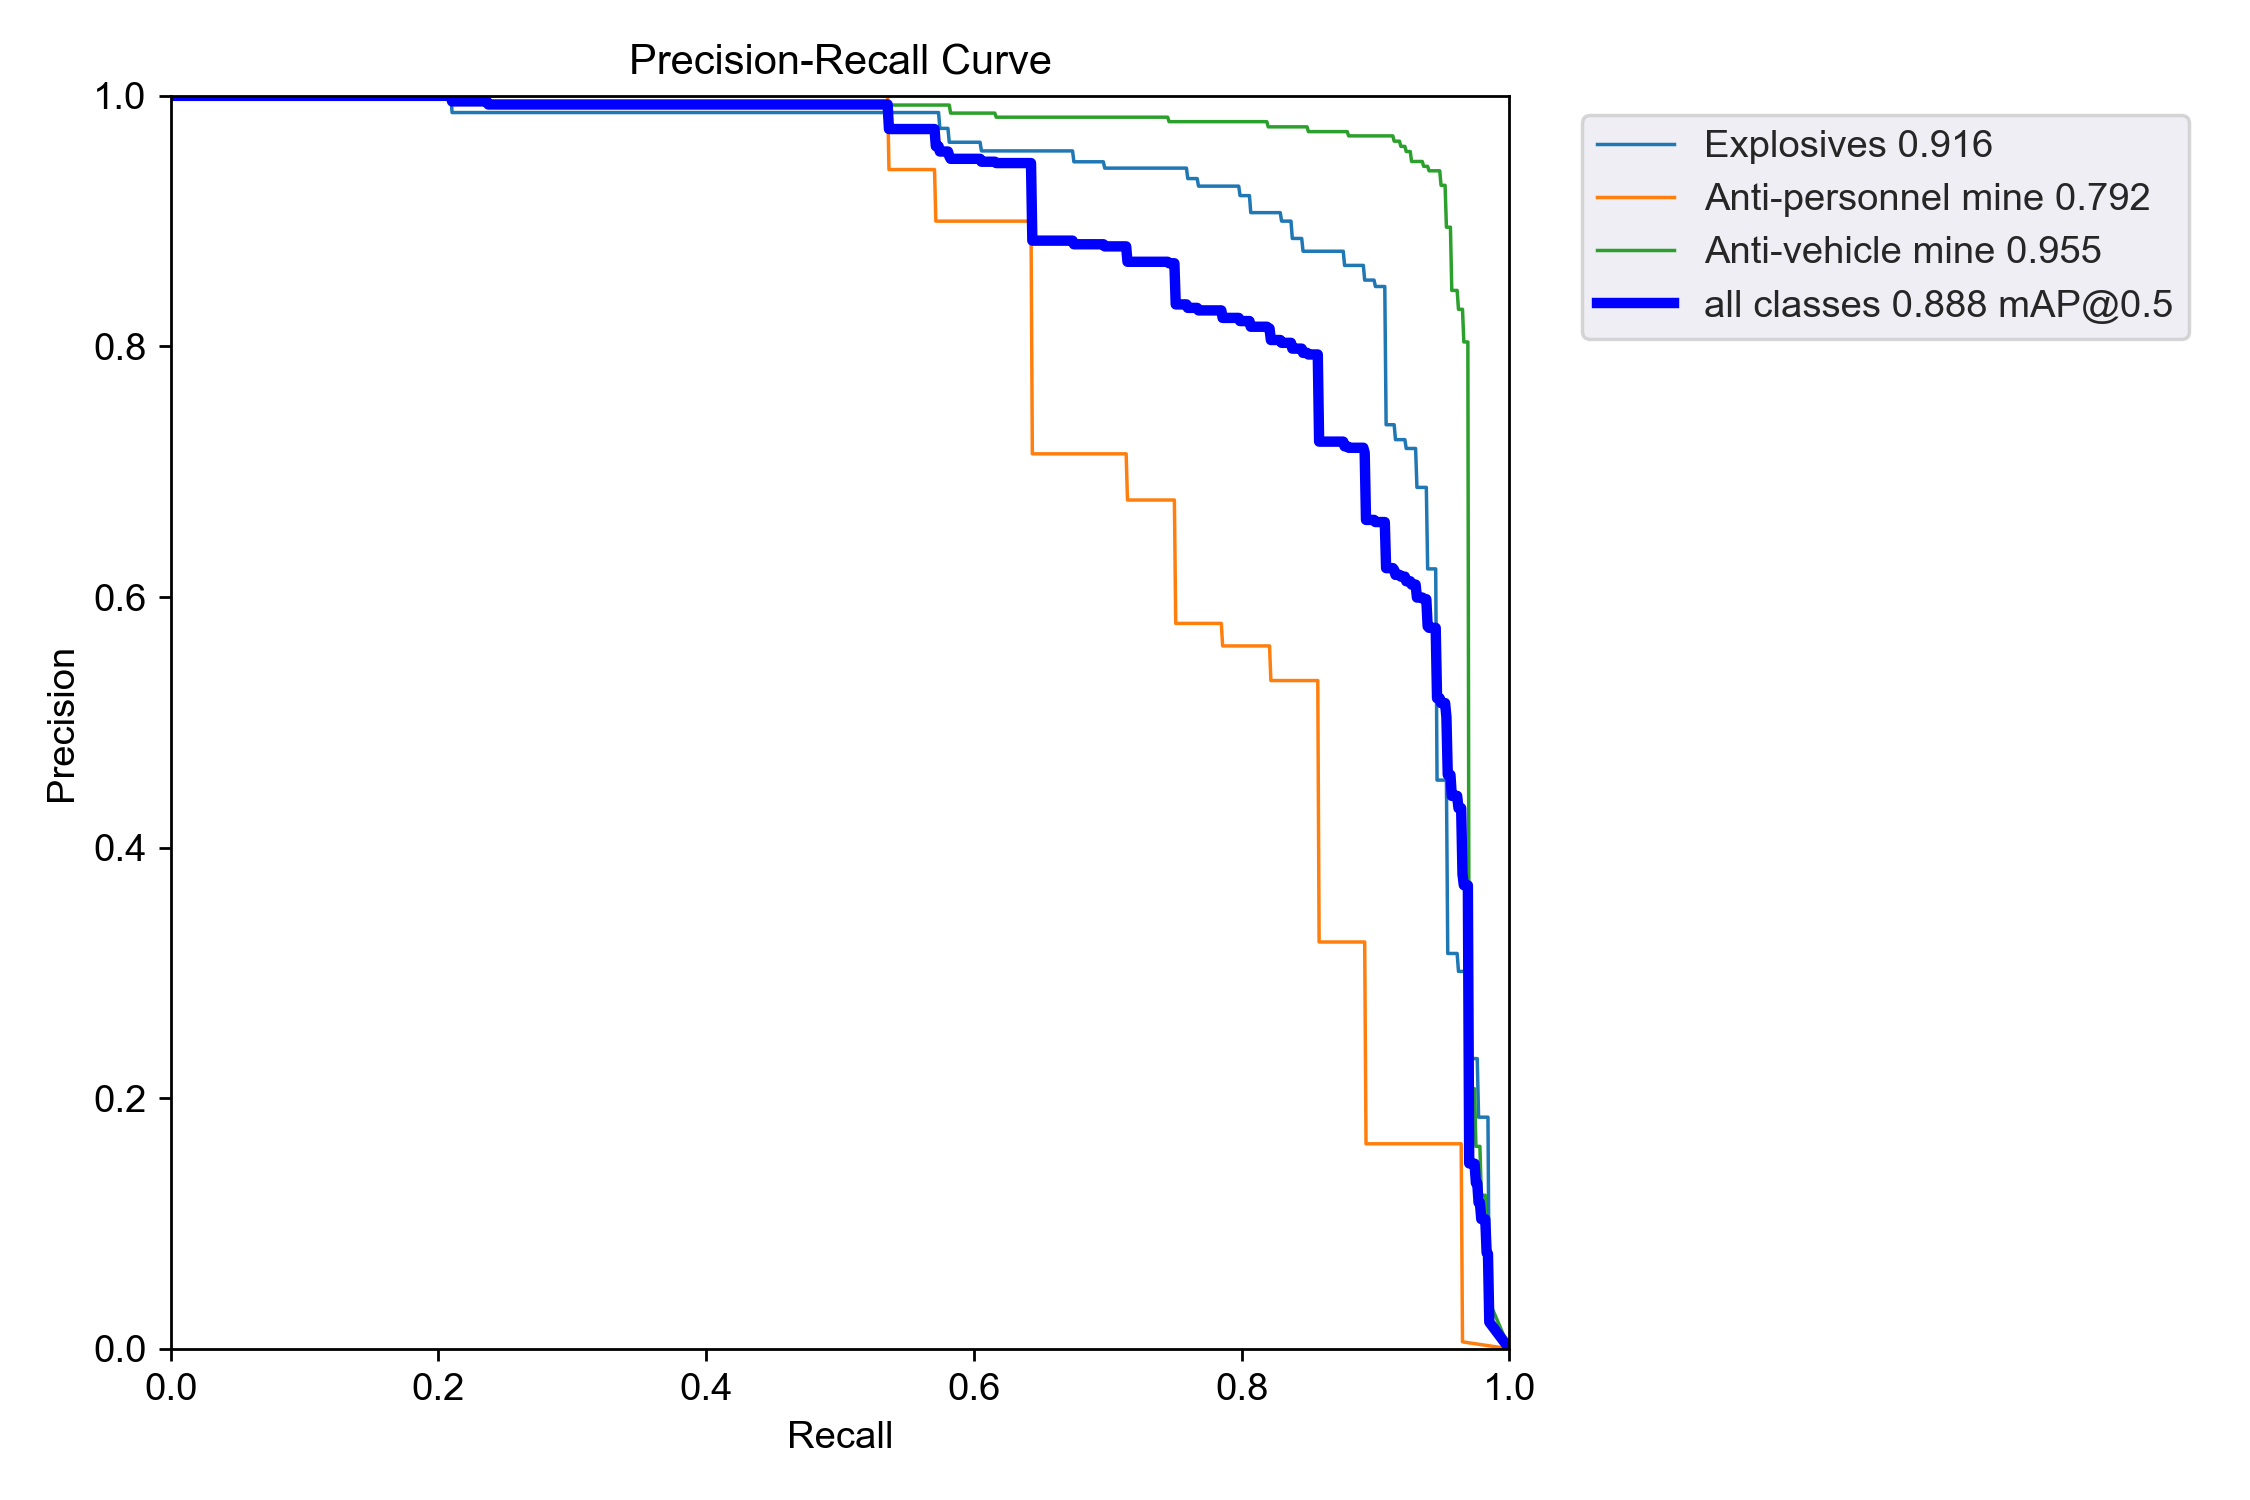 Precision-Recall Curve
1.0
0.8
0.6
0.4
0.2
0.0
Precision
0.0 0.2 0.4 0.6 0.8 1.0
Recall
Explosives 0.916
Anti-personnel mine 0.792
Anti-vehicle mine 0.955
all classes 0.888 mAP@0.5